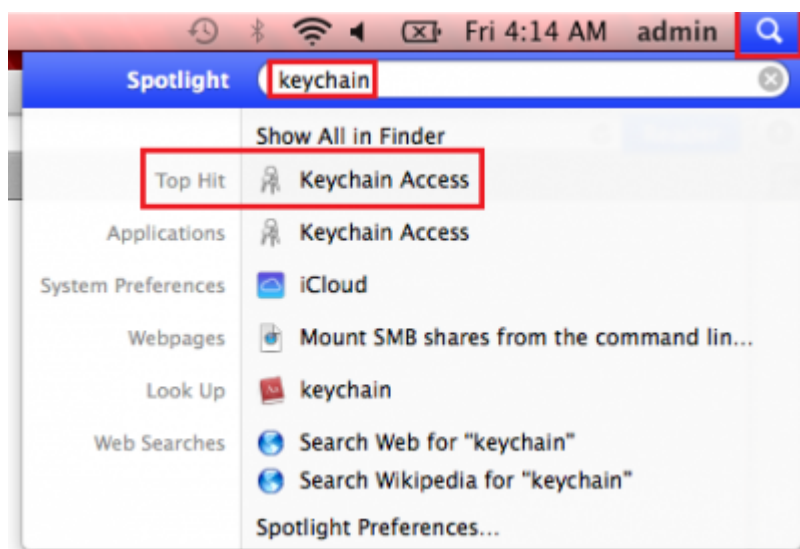 Fri 4:14 AM admin
Spotlight keychain
Show All in Finder
Top Hit Keychain Access
Applications Keychain Access
System Preferences iCloud
Webpages Mount SMB shares from the command lin...
Look Up keychain
Web Searches Search Web for "keychain"
Search Wikipedia for "keychain"
Spotlight Preferences...